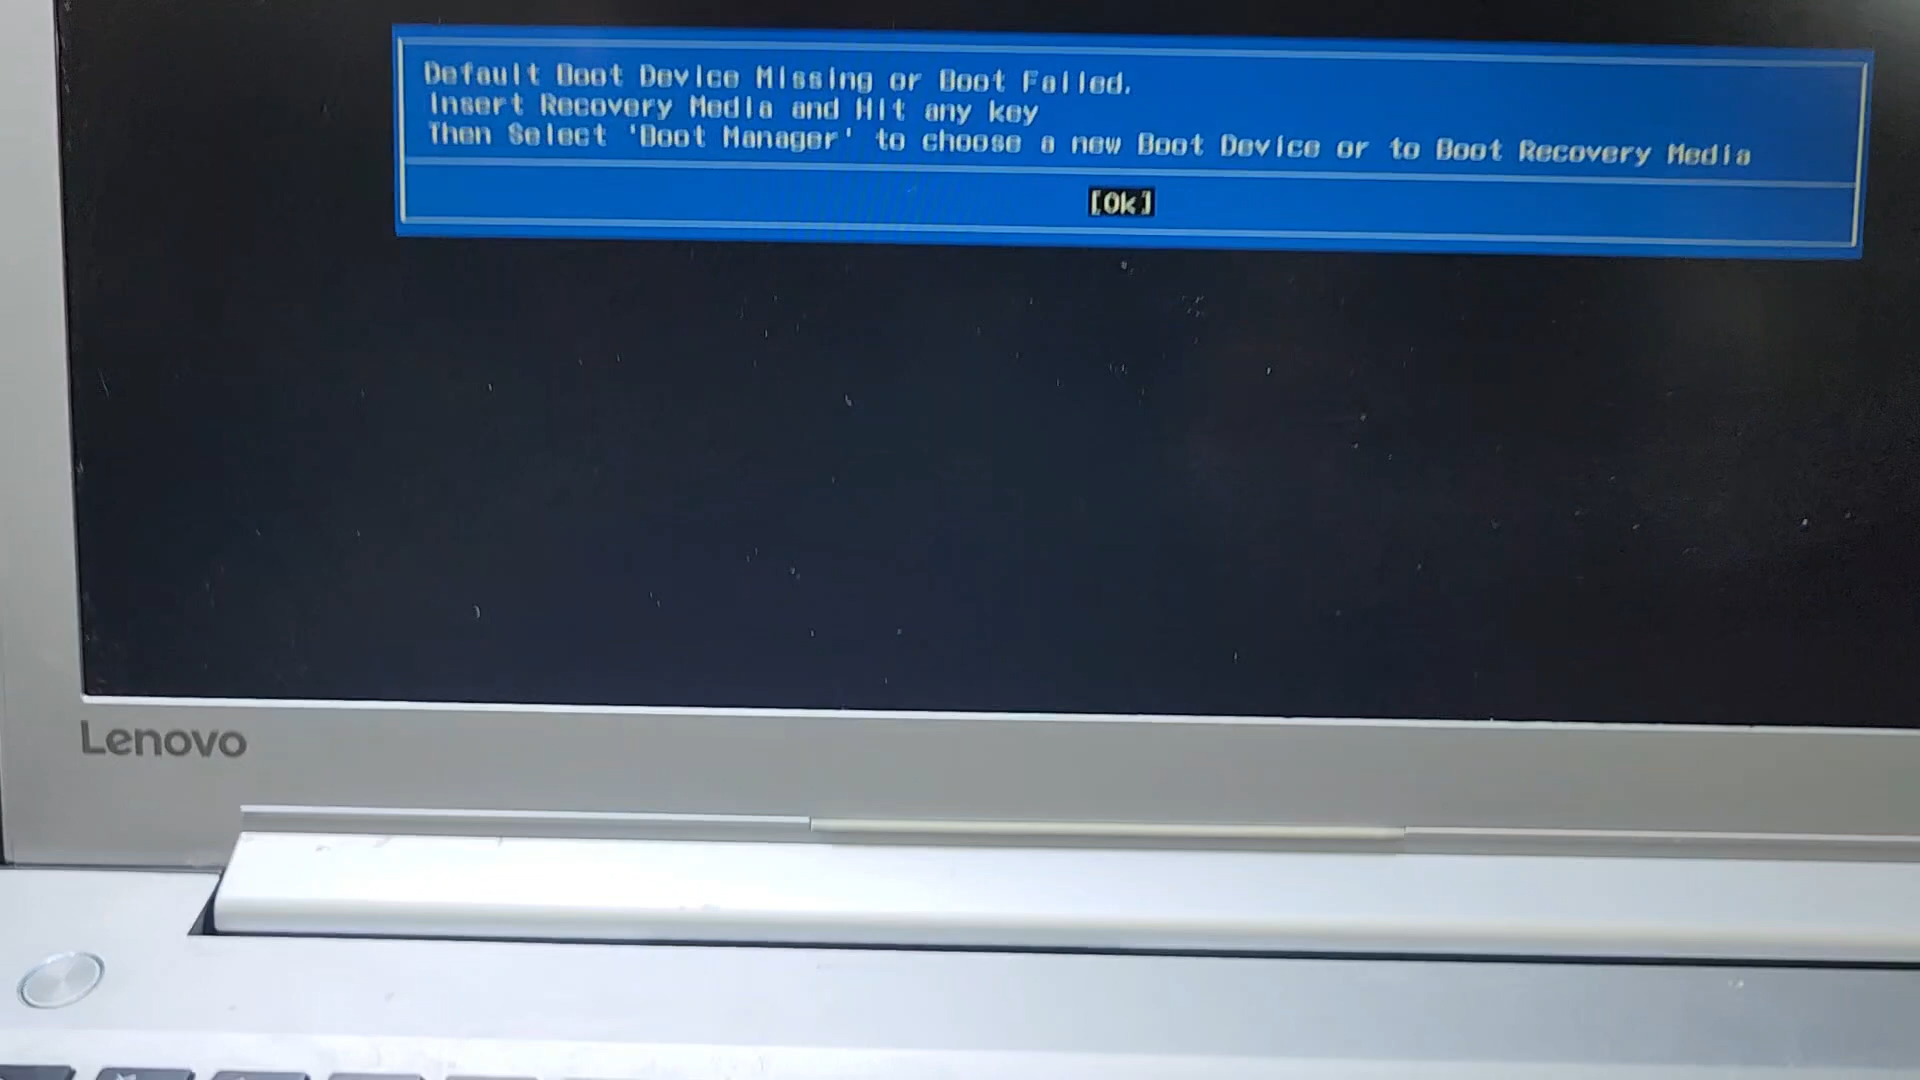 Default Boot Device Missing or Boot Failed.
Insert Recovery Media and Hit any key
Then Select 'Boot Manager' to choose a new Boot Device or to Boot Recovery Media
[Ok]
Lenovo